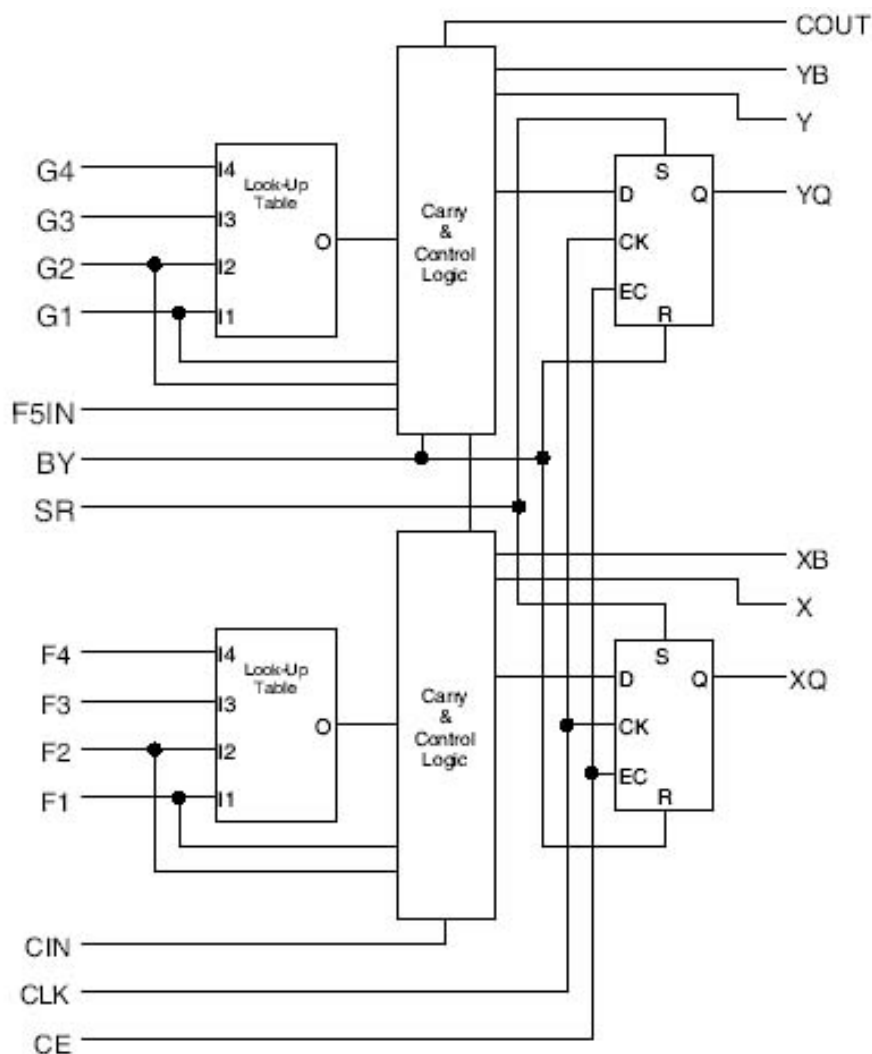 COUT
YB
Y
G4
I4
Look-Up
Table
S
G3
I3
D
Q
YQ
Carry
&
Control
Logic
O
CK
G2
I2
EC
G1
I1
R
F5IN
BY
SR
XB
X
F4
I4
Look-Up
Table
S
F3
I3
D
Q
XQ
Carry
&
Control
Logic
O
CK
F2
I2
EC
F1
I1
R
CIN
CLK
CE